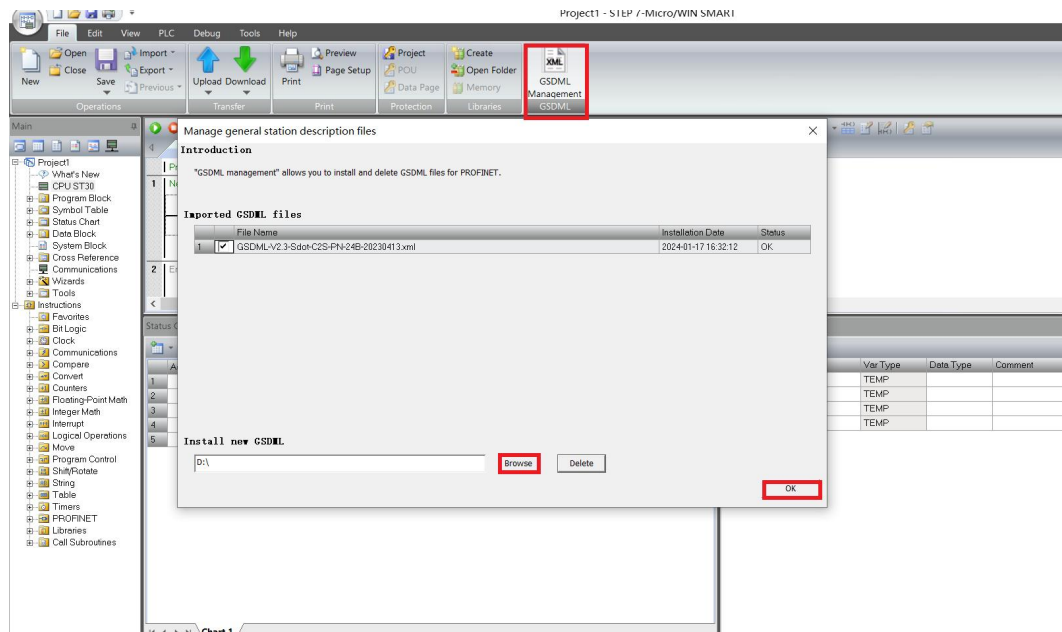 Project1 - STEP 7-Micro/WIN SMART
File Edit View PLC Debug Tools Help
New
Open
Close
Save
Import
Export
Previous
Upload Download
Print
Preview
Page Setup
Project
POU
Data Page
Create
Open Folder
Memory
XML
GSDML
Management
Operations Transfer Print Protection Libraries GSDML
Main
Project1
What's New
CPU ST30
Program Block
Symbol Table
Status Chart
Data Block
System Block
Cross Reference
Communications
Wizards
Tools
Instructions
Favorites
Bit Logic
Clock
Communications
Compare
Convert
Counters
Floating-Point Math
Integer Math
Interrupt
Logical Operations
Move
Program Control
Shift/Rotate
String
Table
Timers
PROFINET
Libraries
Call Subroutines
1
2
Manage general station description files
Introduction
"GSDML management" allows you to install and delete GSDML files for PROFINET.
Imported GSDML files
File Name Installation Date Status
1 GSDML-V2.3-Sdot-C2S-PN-24B-20230413.xml 2024-01-17 16:32:12 OK
Install new GSDML
D:\ Browse Delete
OK
1
2
3
4
5
Var Type Data Type Comment
TEMP
TEMP
TEMP
TEMP
Chart 1